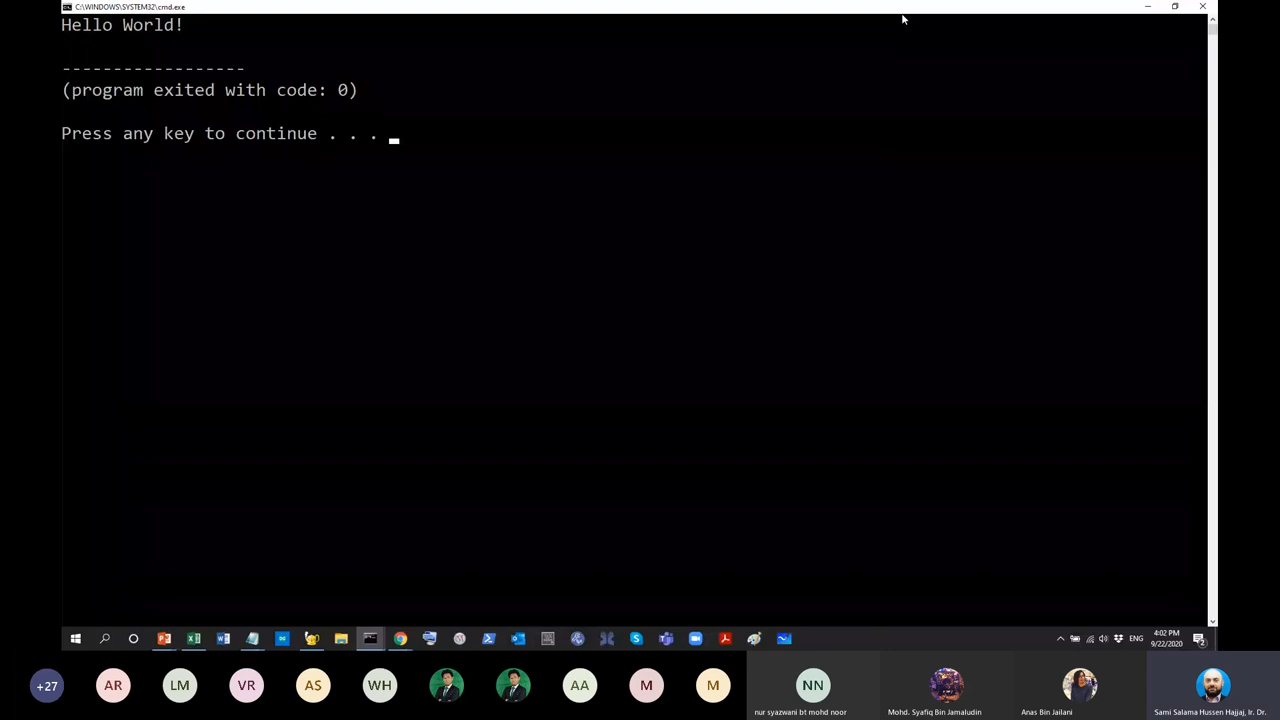 C:\WINDOWS\SYSTEM32\cmd.exe
Hello World!
------------------
(program exited with code: 0)
Press any key to continue . . .
ENG
4:02 PM
9/22/2020
2
+27
AR
LM
VR
AS
WH
AA
M
M
NN
nur syazwani bt mohd noor
Mohd. Syafiq Bin Jamaludin
Anas Bin Jailani
Sami Salama Hussen Hajjaj, Ir. Dr.